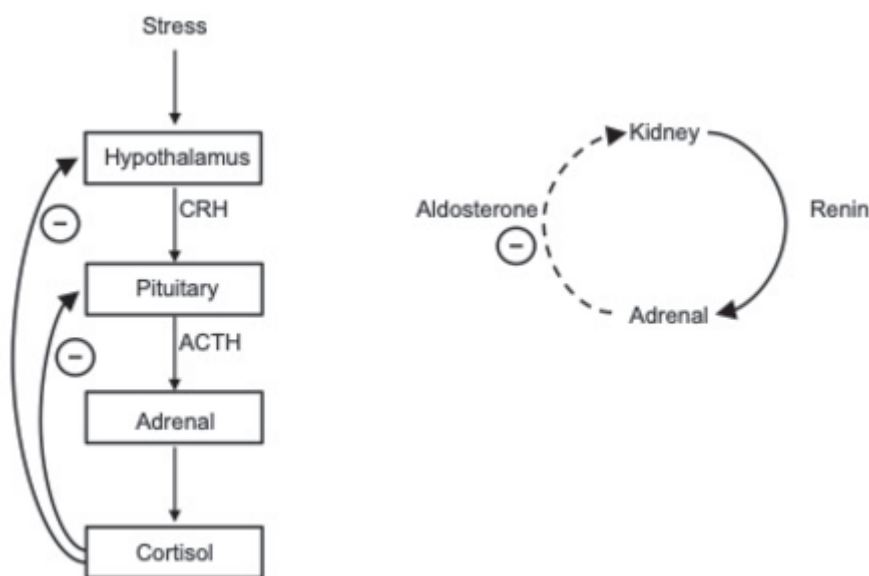 Stress
Hypothalamus
−
CRH
Pituitary
−
ACTH
Adrenal
Cortisol
Kidney
Aldosterone
−
Renin
Adrenal